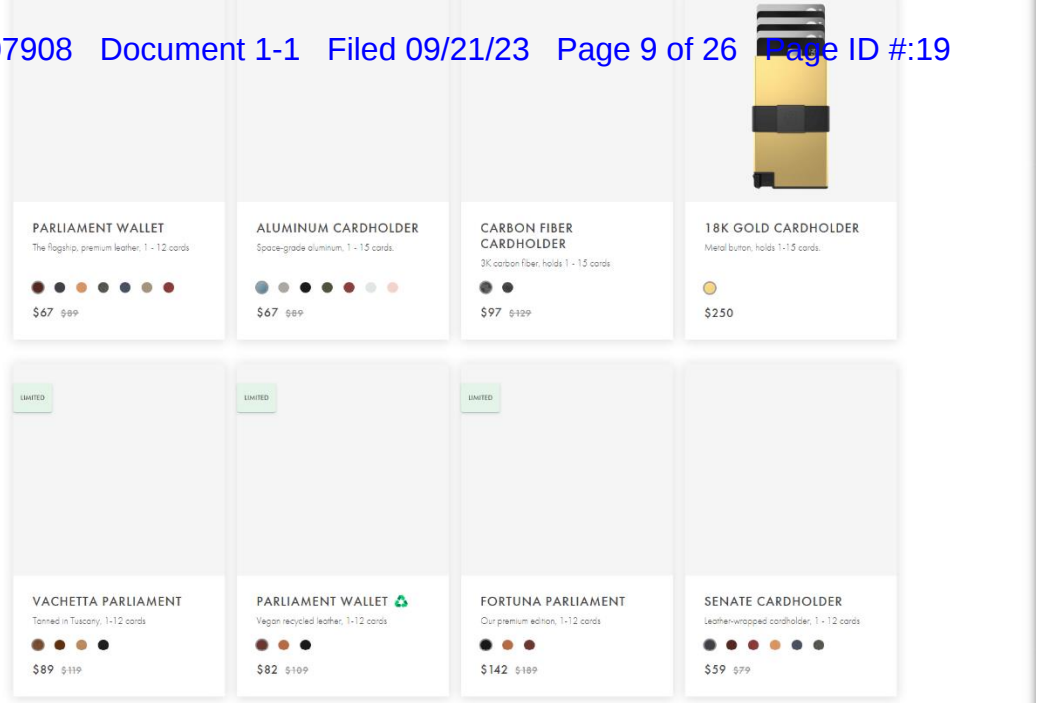 7908 Document 1-1 Filed 09/21/23 Page 9 of 26 Page ID #:19
PARLIAMENT WALLET
The flagship, premium leather, 1 - 12 cards
$67 $89
ALUMINUM CARDHOLDER
Space-grade aluminum, 1 - 15 cards.
$67 $89
CARBON FIBER
CARDHOLDER
3K carbon fiber, holds 1 - 15 cards
$97 $129
18K GOLD CARDHOLDER
Metal button, holds 1-15 cards.
$250
LIMITED
VACHETTA PARLIAMENT
Tanned in Tuscany, 1-12 cards
$89 $119
LIMITED
PARLIAMENT WALLET
Vegan recycled leather, 1-12 cards
$82 $109
LIMITED
FORTUNA PARLIAMENT
Our premium edition, 1-12 cards
$142 $189
SENATE CARDHOLDER
Leather-wrapped cardholder, 1 - 12 cards
$59 $79